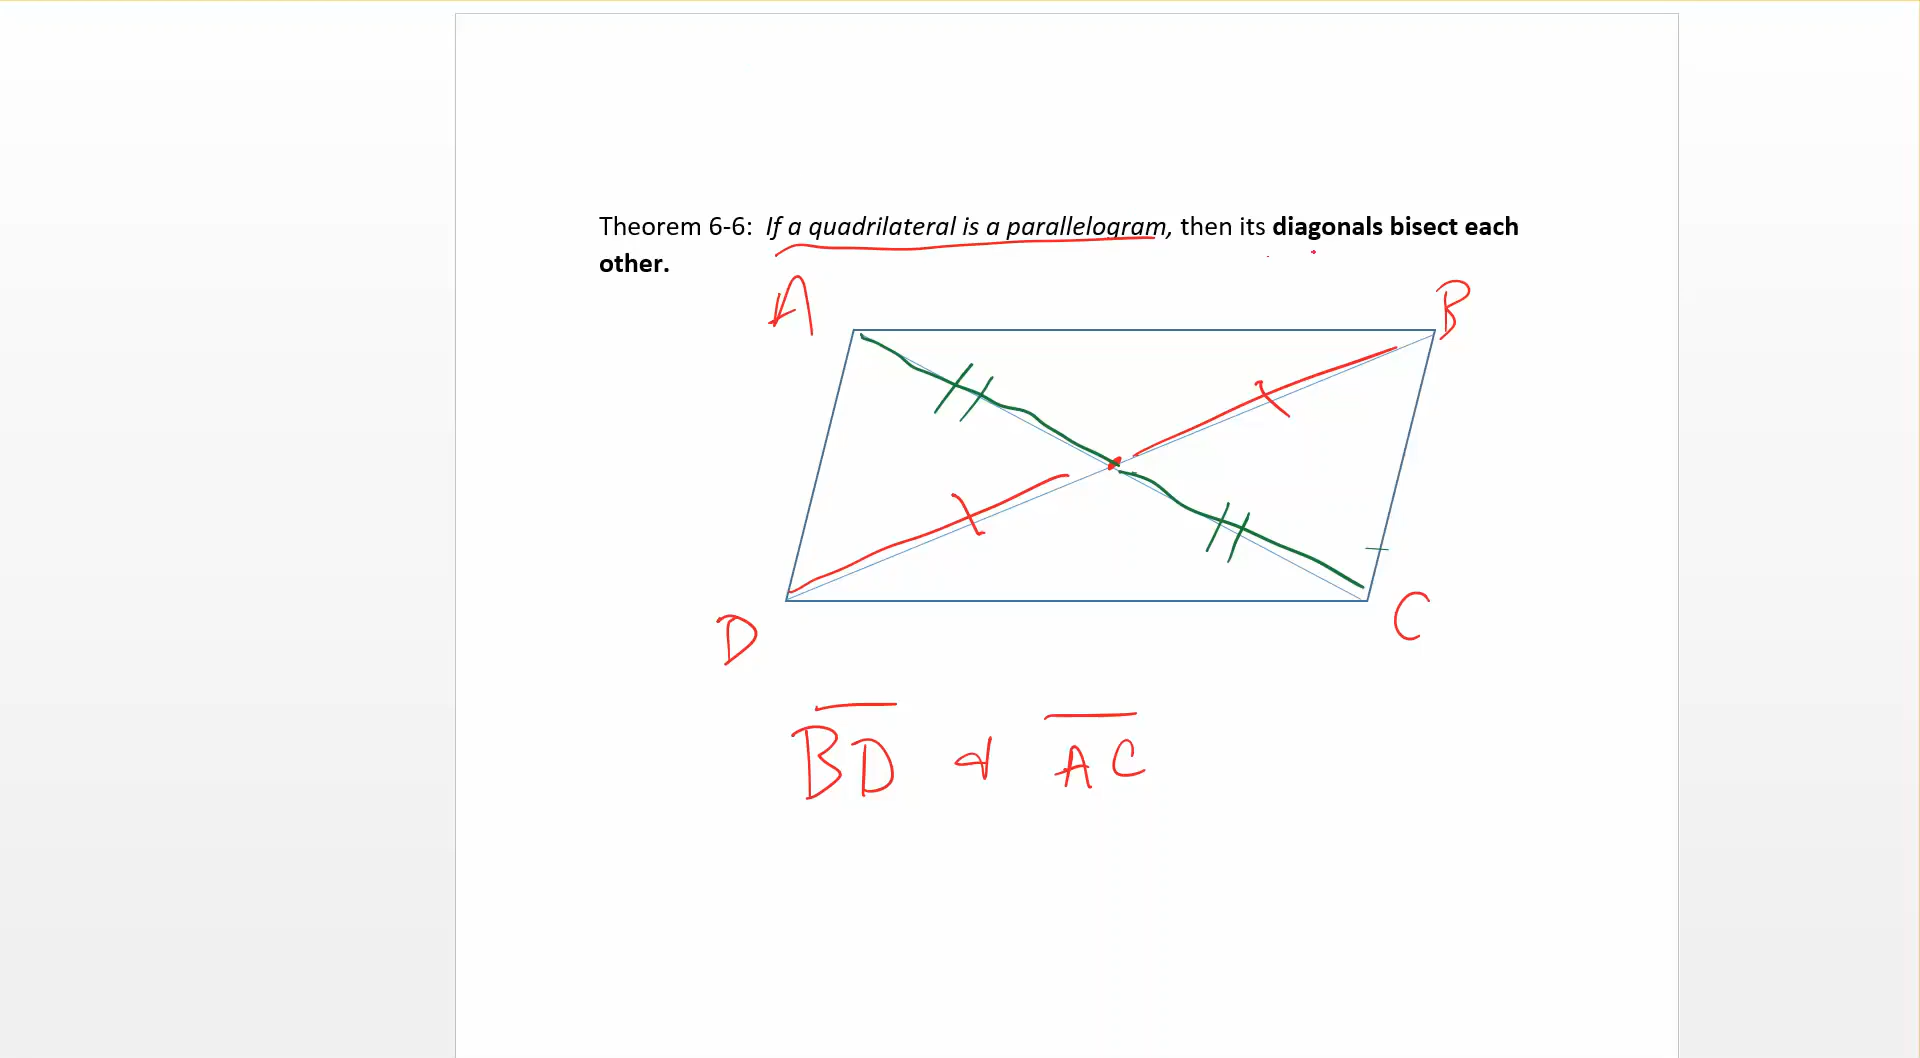 Theorem 6-6: If a quadrilateral is a parallelogram, then its diagonals bisect each
other.
A B
D C
BD & AC